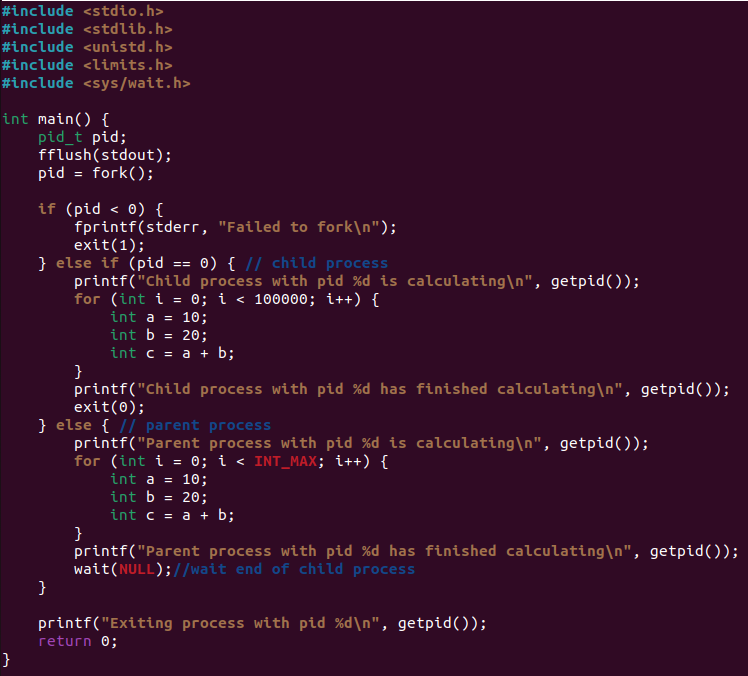 #include <stdio.h>
#include <stdlib.h>
#include <unistd.h>
#include <limits.h>
#include <sys/wait.h>

int main() {
    pid_t pid;
    fflush(stdout);
    pid = fork();

    if (pid < 0) {
        fprintf(stderr, "Failed to fork\n");
        exit(1);
    } else if (pid == 0) { // child process
        printf("Child process with pid %d is calculating\n", getpid());
        for (int i = 0; i < 100000; i++) {
            int a = 10;
            int b = 20;
            int c = a + b;
        }
        printf("Child process with pid %d has finished calculating\n", getpid());
        exit(0);
    } else { // parent process
        printf("Parent process with pid %d is calculating\n", getpid());
        for (int i = 0; i < INT_MAX; i++) {
            int a = 10;
            int b = 20;
            int c = a + b;
        }
        printf("Parent process with pid %d has finished calculating\n", getpid());
        wait(NULL);//wait end of child process
    }

    printf("Exiting process with pid %d\n", getpid());
    return 0;
}